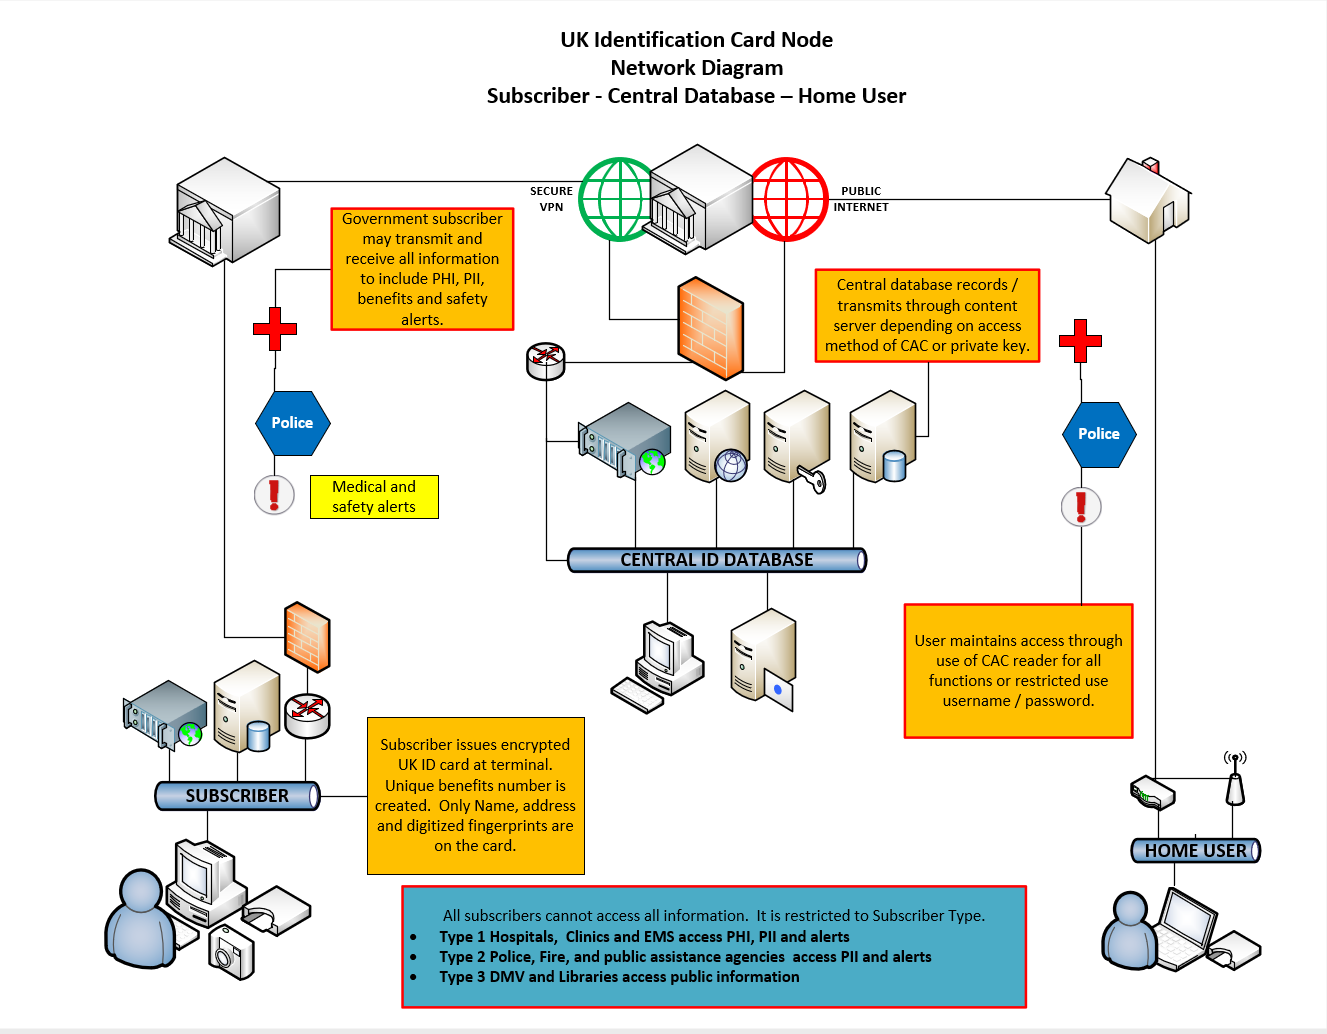 UK Identification Card Node
Network Diagram
Subscriber - Central Database – Home User
SECURE
VPN
PUBLIC
INTERNET
Government subscriber
may transmit and
receive all information
to include PHI, PII,
benefits and safety
alerts.
Central database records /
transmits through content
server depending on access
method of CAC or private key.
Police
Police
Medical and
safety alerts
CENTRAL ID DATABASE
User maintains access through
use of CAC reader for all
functions or restricted use
username / password.
Subscriber issues encrypted
UK ID card at terminal.
Unique benefits number is
created.  Only Name, address
and digitized fingerprints are
on the card.
SUBSCRIBER
HOME USER
All subscribers cannot access all information.  It is restricted to Subscriber Type.
• Type 1 Hospitals,  Clinics and EMS access PHI, PII and alerts
• Type 2 Police, Fire, and public assistance agencies  access PII and alerts
• Type 3 DMV and Libraries access public information